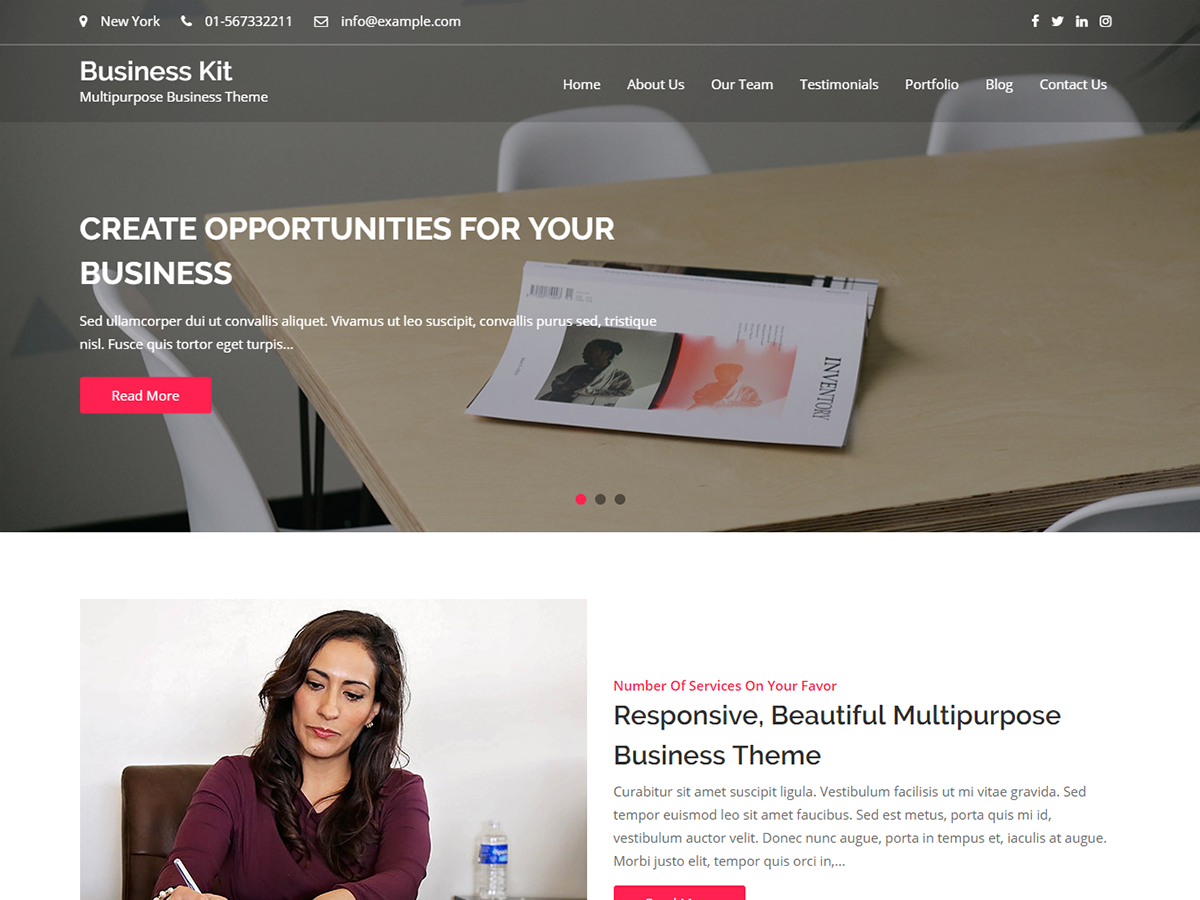 New York 01-567332211 info@example.com
Business Kit
Multipurpose Business Theme
Home About Us Our Team Testimonials Portfolio Blog Contact Us
CREATE OPPORTUNITIES FOR YOUR
BUSINESS
Sed ullamcorper dui ut convallis aliquet. Vivamus ut leo suscipit, convallis purus sed, tristique
nisl. Fusce quis tortor eget turpis...
Read More
INVENTORY
Number Of Services On Your Favor
Responsive, Beautiful Multipurpose
Business Theme
Curabitur sit amet suscipit ligula. Vestibulum facilisis ut mi vitae gravida. Sed
tempor euismod leo sit amet faucibus. Sed est metus, porta quis mi id,
vestibulum auctor velit. Donec nunc augue, porta in tempus et, iaculis at augue.
Morbi justo elit, tempor quis orci in,...